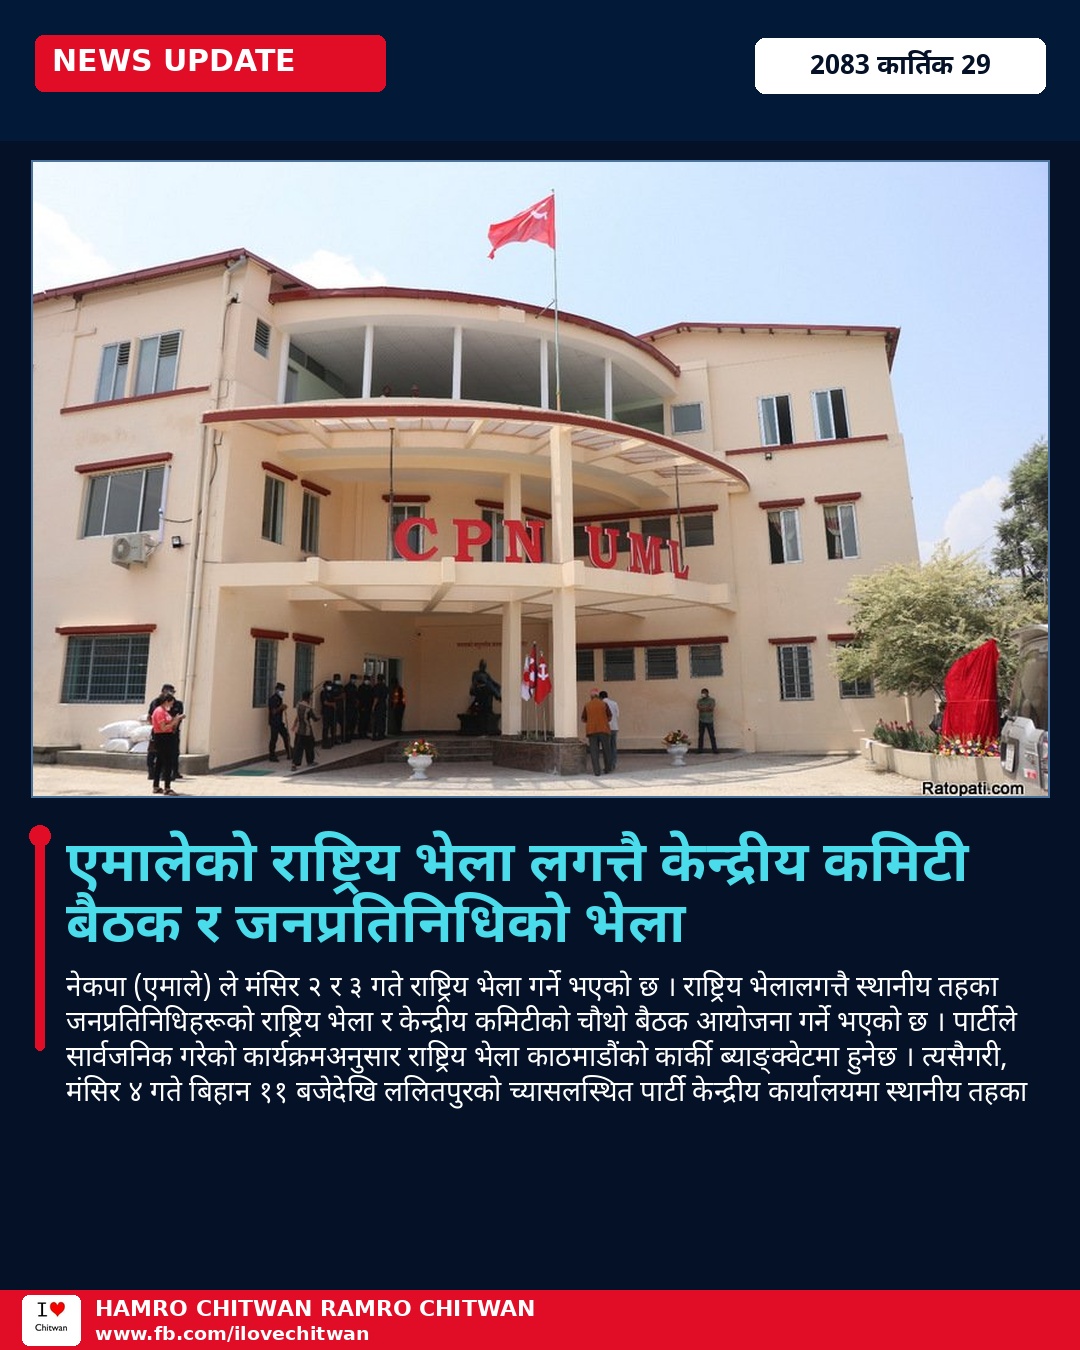 NEWS UPDATE
2083 कार्तिक 29
CPN UML
Ratopati.com
एमालेको राष्ट्रिय भेला लगत्तै केन्द्रीय कमिटी
बैठक र जनप्रतिनिधिको भेला
नेकपा (एमाले) ले मंसिर २ र ३ गते राष्ट्रिय भेला गर्ने भएको छ । राष्ट्रिय भेलालगत्तै स्थानीय तहका
जनप्रतिनिधिहरूको राष्ट्रिय भेला र केन्द्रीय कमिटीको चौथो बैठक आयोजना गर्ने भएको छ । पार्टीले
सार्वजनिक गरेको कार्यक्रमअनुसार राष्ट्रिय भेला काठमाडौंको कार्की ब्याङ्क्वेटमा हुनेछ । त्यसैगरी,
मंसिर ४ गते बिहान ११ बजेदेखि ललितपुरको च्यासलस्थित पार्टी केन्द्रीय कार्यालयमा स्थानीय तहका
I❤
Chitwan
HAMRO CHITWAN RAMRO CHITWAN
www.fb.com/ilovechitwan